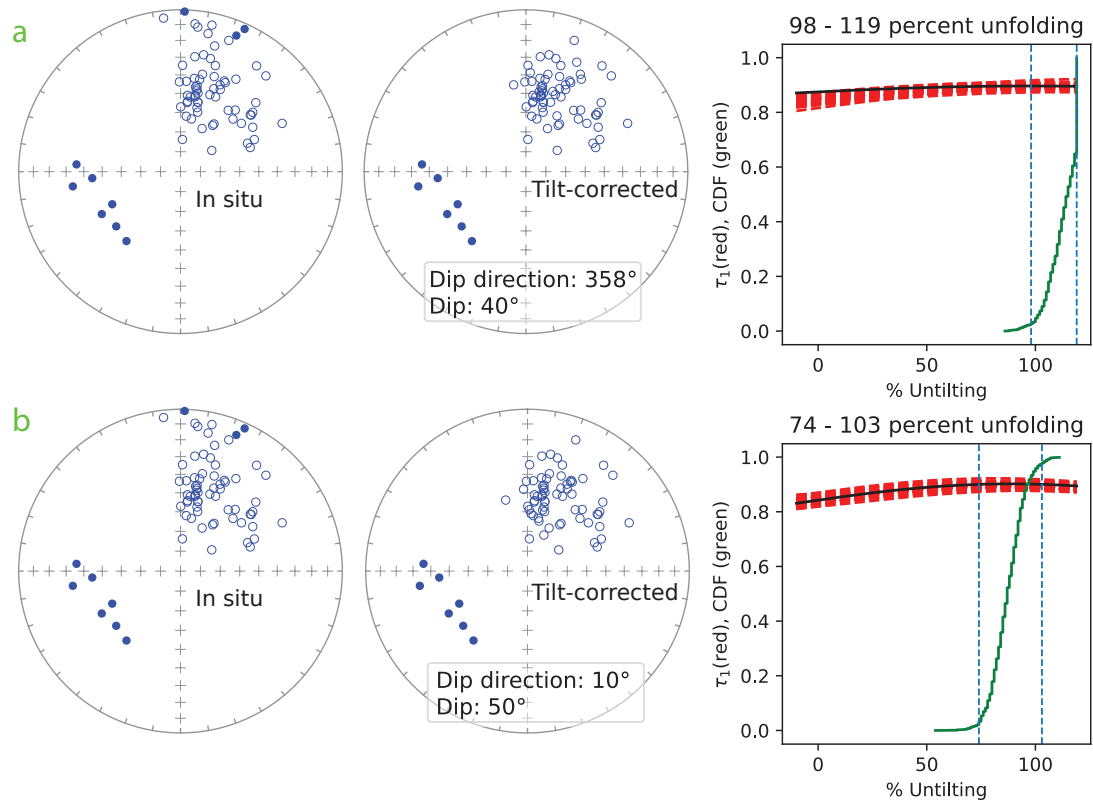 a
In situ
Tilt-corrected
Dip direction: 358°
Dip: 40°
98 - 119 percent unfolding
τ1(red), CDF (green)
1.0
0.8
0.6
0.4
0.2
0.0
0 50 100
% Untilting
b
In situ
Tilt-corrected
Dip direction: 10°
Dip: 50°
74 - 103 percent unfolding
τ1(red), CDF (green)
1.0
0.8
0.6
0.4
0.2
0.0
0 50 100
% Untilting